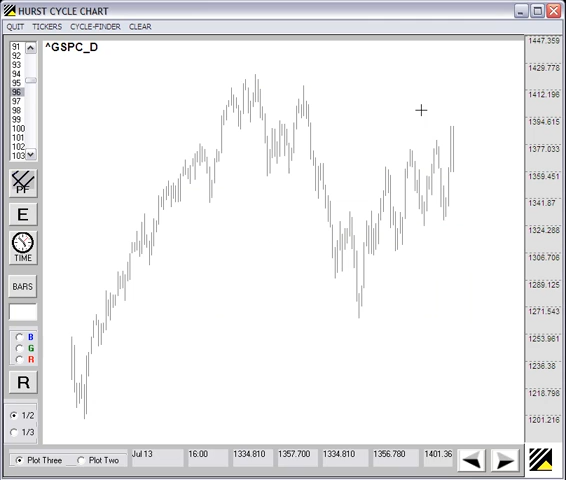 HURST CYCLE CHART
QUIT TICKERS CYCLE-FINDER CLEAR
^GSPC_D
91
92
93
94
95
96
97
98
99
100
101
102
103
PF
E
TIME
BARS
B
G
R
R
1/2
1/3
1447.359
1429.778
1412.196
1394.615
1377.033
1359.451
1341.87
1324.288
1306.706
1289.125
1271.543
1253.961
1236.38
1218.798
1201.216
Plot Three Plot Two Jul 13 16:00 1334.810 1357.700 1334.810 1356.780 1401.36